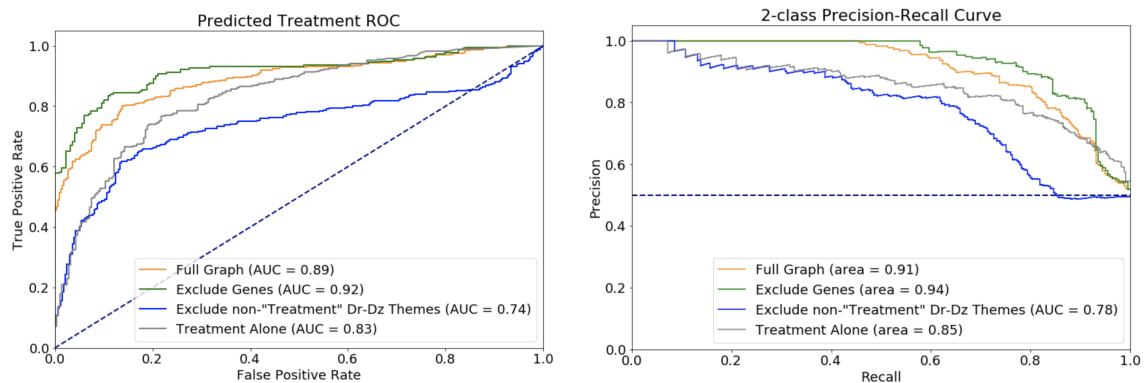 Predicted Treatment ROC
1.0
0.8
0.6
0.4
0.2
0.0
True Positive Rate
0.0 0.2 0.4 0.6 0.8 1.0
False Positive Rate
Full Graph (AUC = 0.89)
Exclude Genes (AUC = 0.92)
Exclude non-"Treatment" Dr-Dz Themes (AUC = 0.74)
Treatment Alone (AUC = 0.83)
2-class Precision-Recall Curve
1.0
0.8
0.6
0.4
0.2
0.0
Precision
0.0 0.2 0.4 0.6 0.8 1.0
Recall
Full Graph (area = 0.91)
Exclude Genes (area = 0.94)
Exclude non-"Treatment" Dr-Dz Themes (AUC = 0.78)
Treatment Alone (area = 0.85)